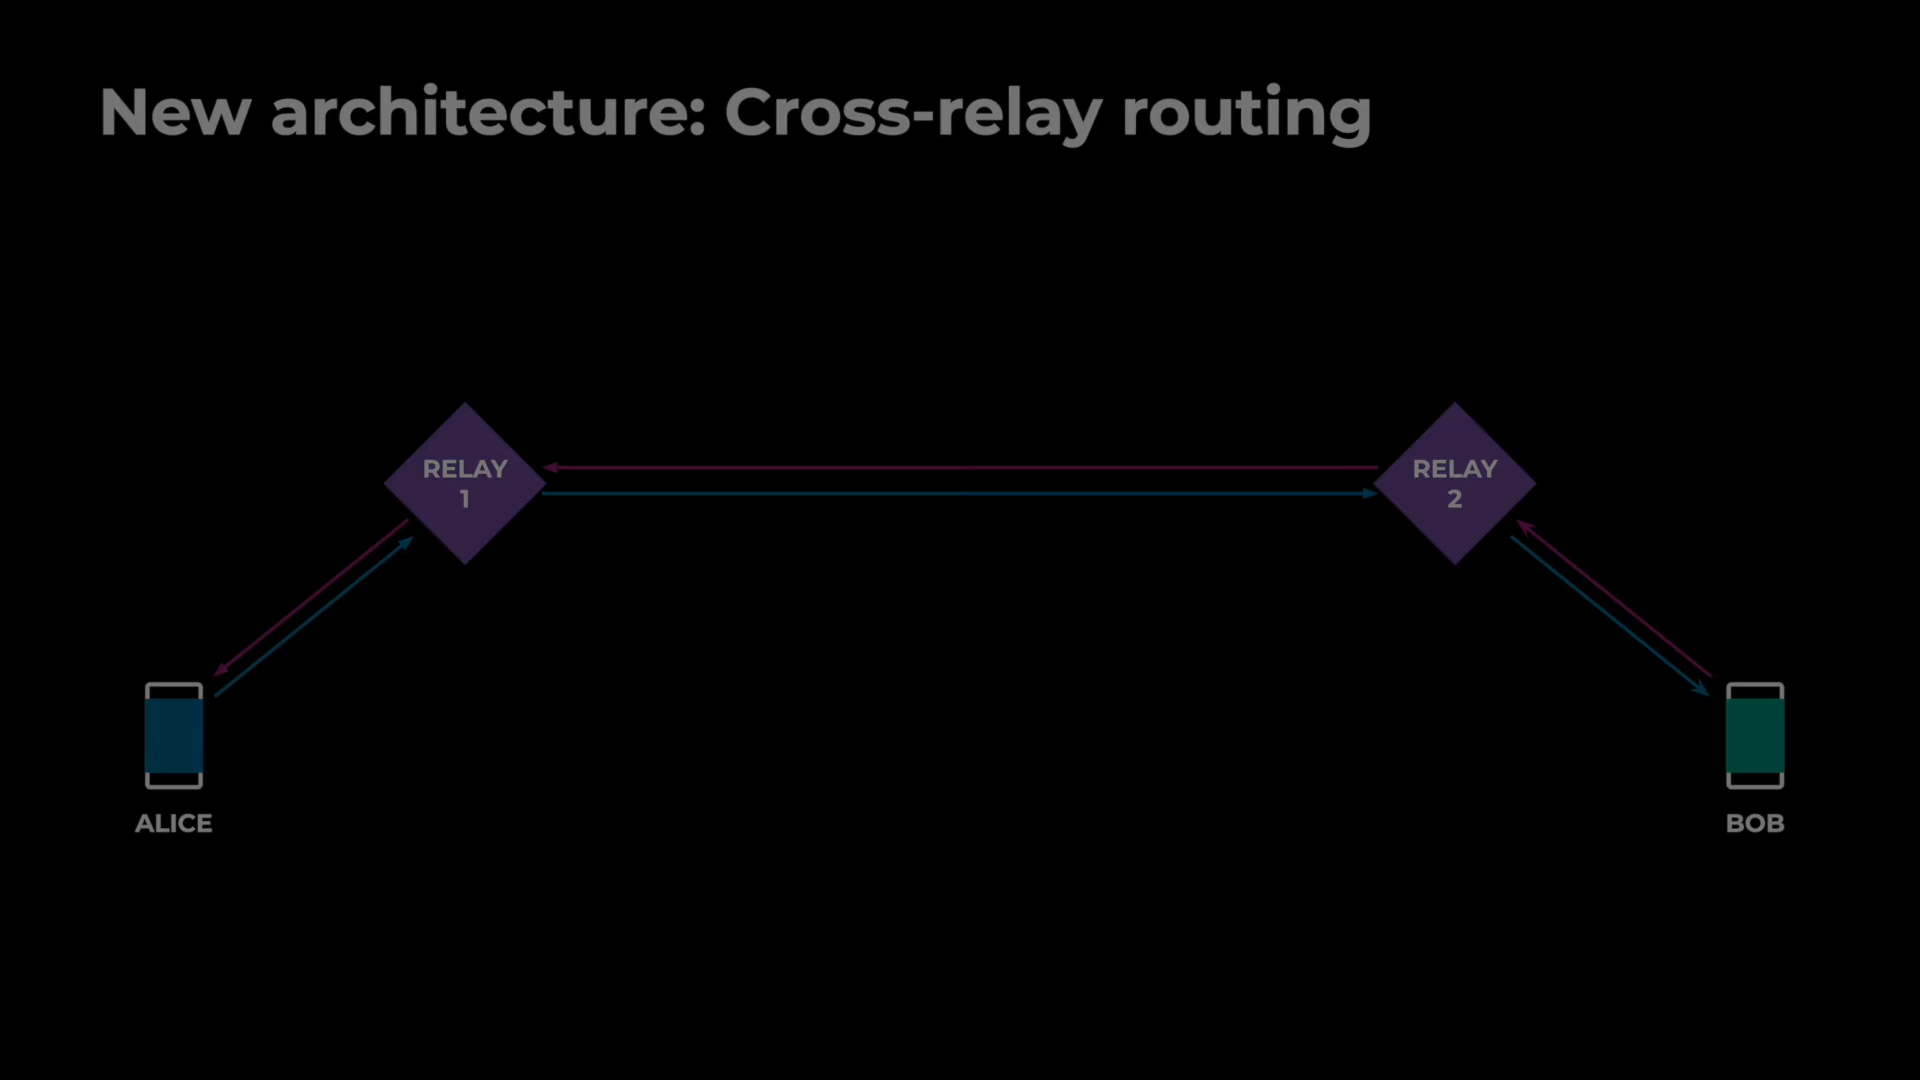 New architecture: Cross-relay routing
RELAY
1
RELAY
2
ALICE
BOB